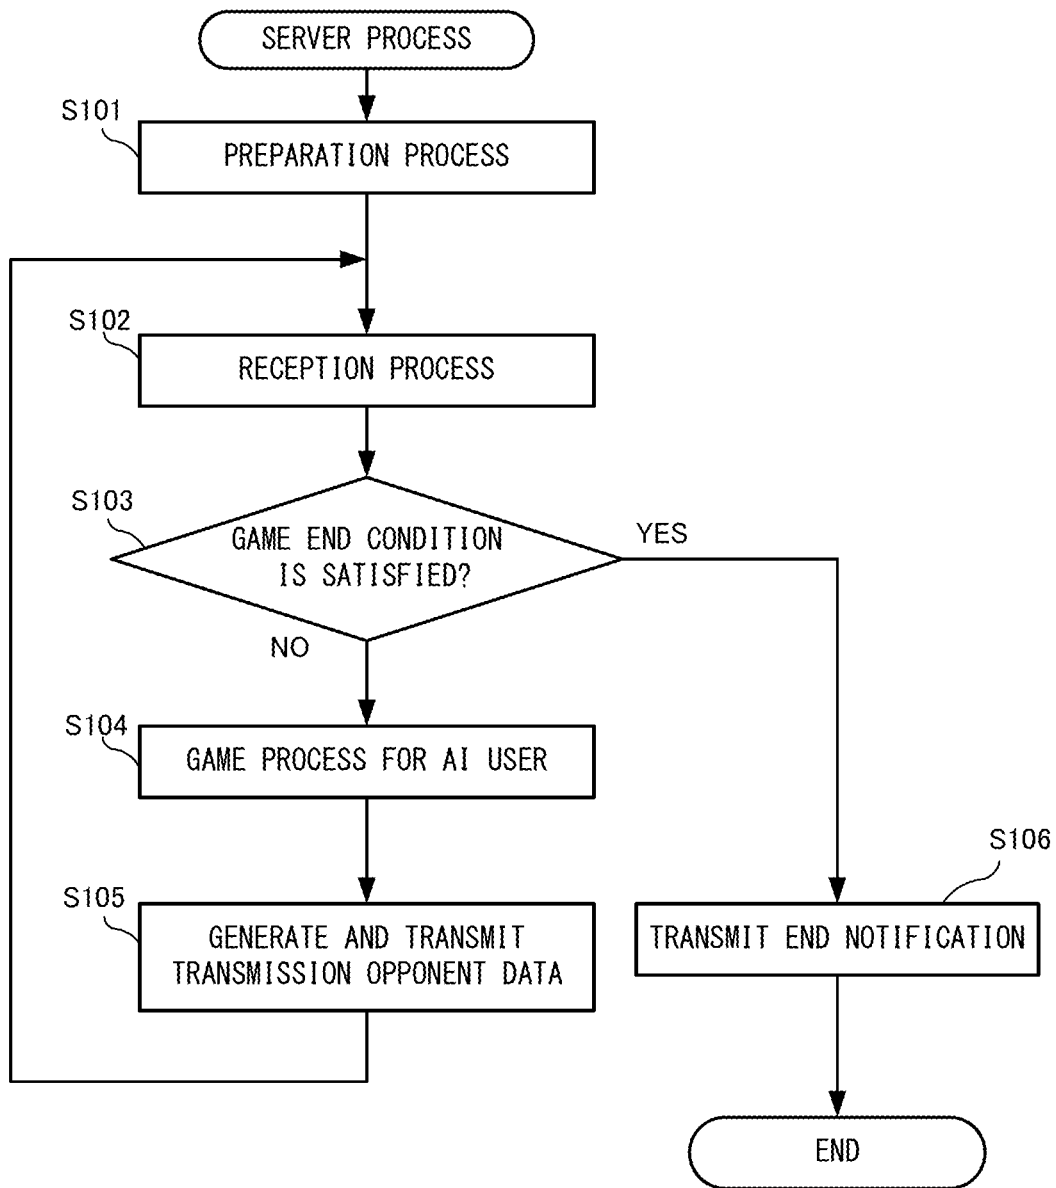 SERVER PROCESS
S101
PREPARATION PROCESS
S102
RECEPTION PROCESS
S103
GAME END CONDITION
IS SATISFIED?
YES
NO
S104
GAME PROCESS FOR AI USER
S105
GENERATE AND TRANSMIT
TRANSMISSION OPPONENT DATA
S106
TRANSMIT END NOTIFICATION
END